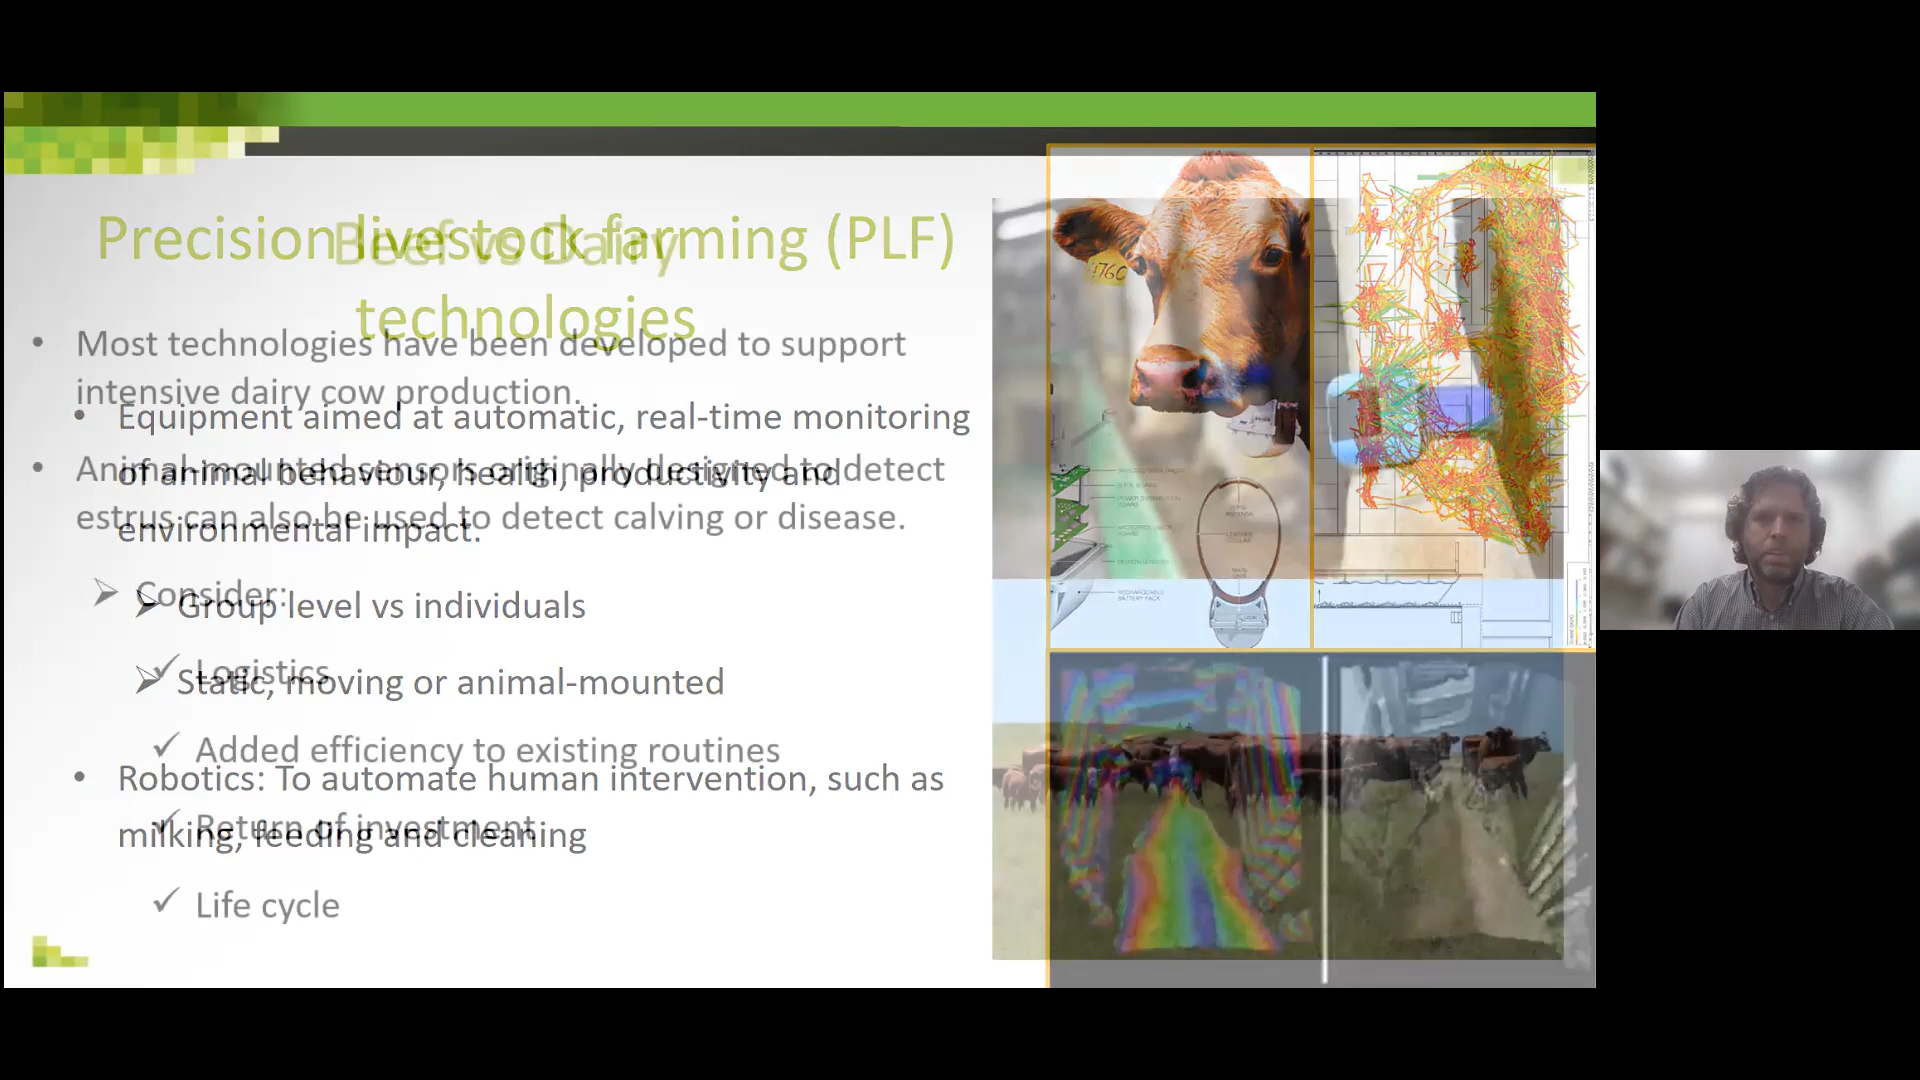 Precision livestock farming (PLF)
technologies
• Equipment aimed at automatic, real-time monitoring
of animal behaviour, health, productivity and
environmental impact.
➢ Group level vs individuals
➢ Static, moving or animal-mounted
• Robotics: To automate human intervention, such as
milking, feeding and cleaning
Beef vs Dairy
• Most technologies have been developed to support
intensive dairy cow production.
• Animal-mounted sensors originally designed to detect
estrus can also be used to detect calving or disease.
➢ Consider:
✓ Logistics
✓ Added efficiency to existing routines
✓ Return of investment
✓ Life cycle